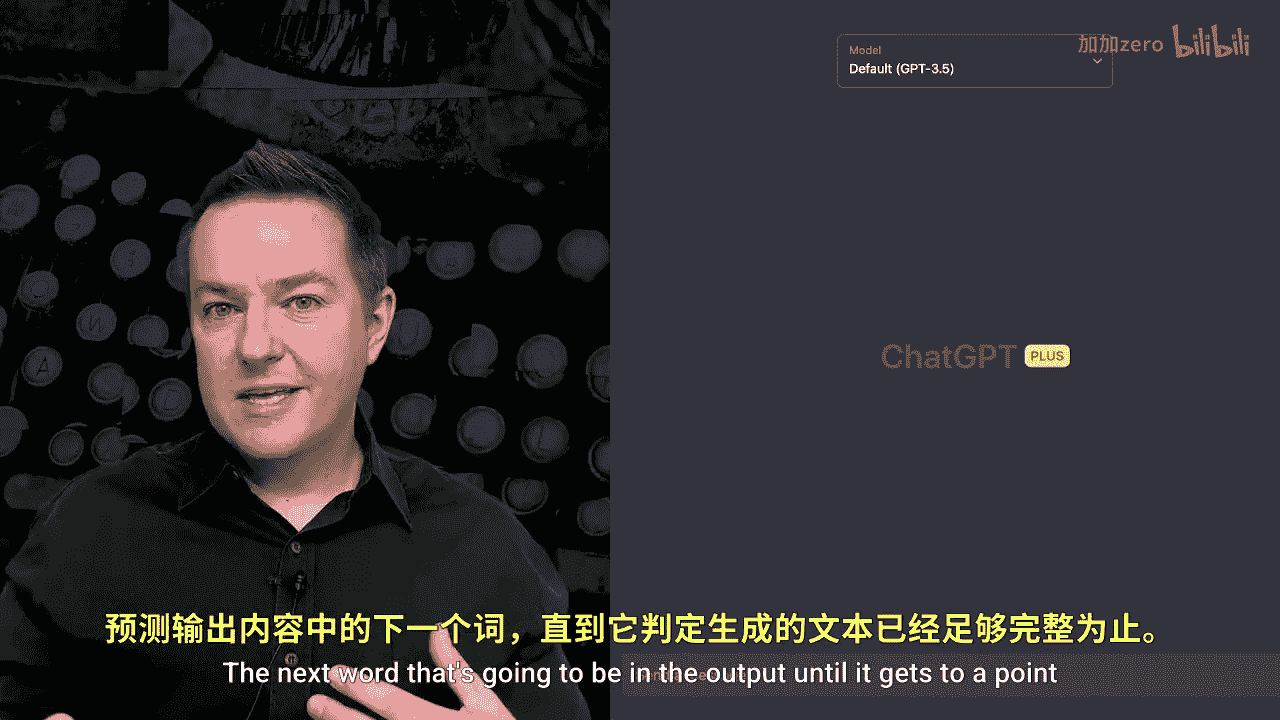 加加zero bilibili
Model
Default (GPT-3.5)
ChatGPT PLUS
预测输出内容中的下一个词，直到它判定生成的文本已经足够完整为止。
The next word that's going to be in the output until it gets to a point